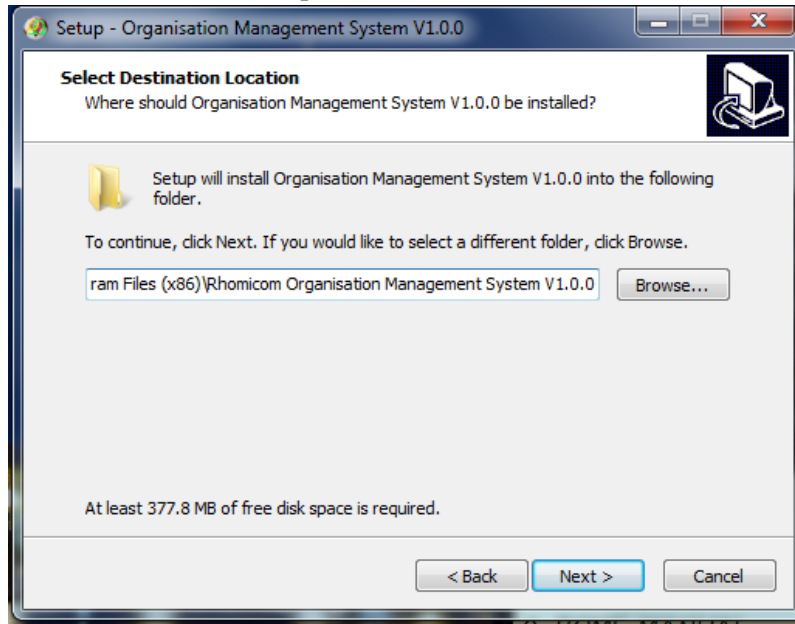 Setup - Organisation Management System V1.0.0
Select Destination Location
Where should Organisation Management System V1.0.0 be installed?
Setup will install Organisation Management System V1.0.0 into the following
folder.
To continue, click Next. If you would like to select a different folder, click Browse.
ram Files (x86)\Rhomicom Organisation Management System V1.0.0 Browse...
At least 377.8 MB of free disk space is required.
< Back Next > Cancel